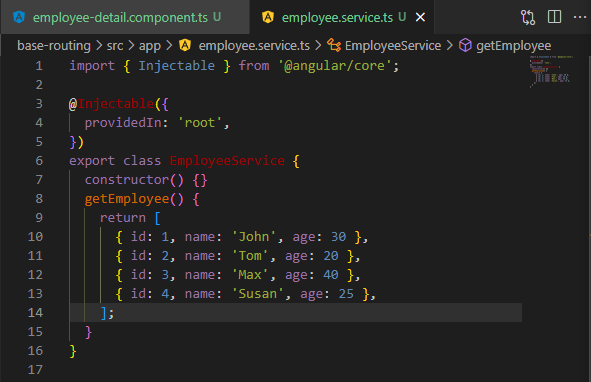 employee-detail.component.ts U employee.service.ts U
base-routing > src > app > employee.service.ts > EmployeeService > getEmployee
1 import { Injectable } from '@angular/core';
2
3 @Injectable({
4 providedIn: 'root',
5 })
6 export class EmployeeService {
7 constructor() {}
8 getEmployee() {
9 return [
10 { id: 1, name: 'John', age: 30 },
11 { id: 2, name: 'Tom', age: 20 },
12 { id: 3, name: 'Max', age: 40 },
13 { id: 4, name: 'Susan', age: 25 },
14 ];
15 }
16 }
17